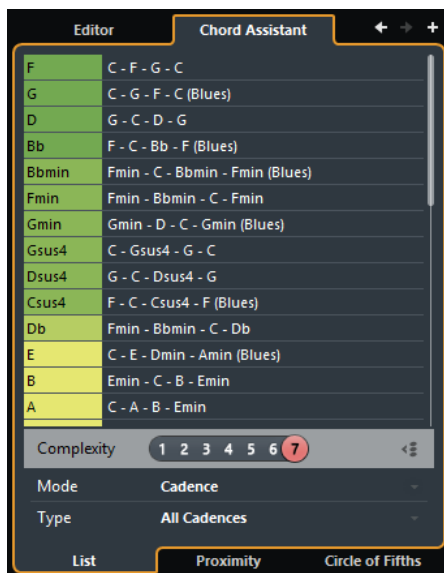 Editor Chord Assistant
F C - F - G - C
G C - G - F - C (Blues)
D G - C - D - G
Bb F - C - Bb - F (Blues)
Bbmin Fmin - C - Bbmin - Fmin (Blues)
Fmin Fmin - Bbmin - C - Fmin
Gmin Gmin - D - C - Gmin (Blues)
Gsus4 C - Gsus4 - G - C
Dsus4 G - C - Dsus4 - G
Csus4 F - C - Csus4 - F (Blues)
Db Fmin - Bbmin - C - Db
E C - E - Dmin - Amin (Blues)
B Emin - C - B - Emin
A C - A - B - Emin
Complexity 1 2 3 4 5 6 7
Mode Cadence
Type All Cadences
List Proximity Circle of Fifths